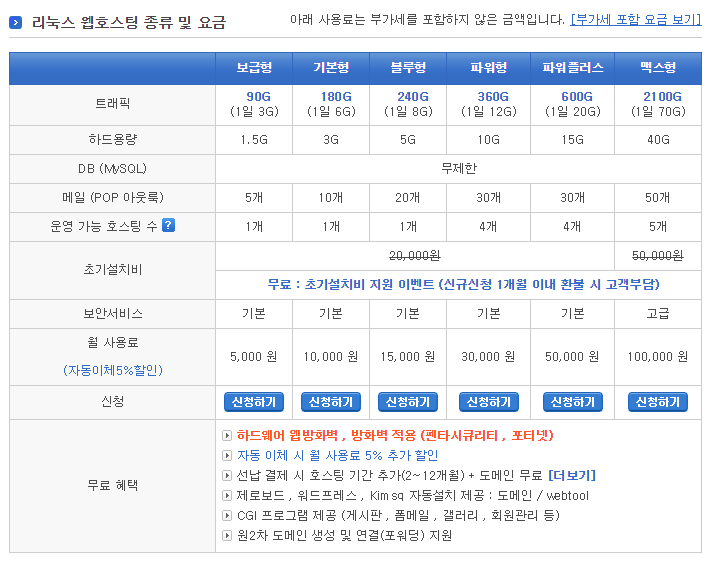 리눅스 웹호스팅 종류 및 요금
아래 사용료는 부가세를 포함하지 않은 금액입니다. [부가세 포함 요금 보기]
보급형 기본형 블루형 파워형 파워플러스 맥스형
트래픽 90G (1일 3G) 180G (1일 6G) 240G (1일 8G) 360G (1일 12G) 600G (1일 20G) 2100G (1일 70G)
하드용량 1.5G 3G 5G 10G 15G 40G
DB (MySQL) 무제한
메일 (POP 아웃룩) 5개 10개 20개 30개 30개 50개
운영 가능 호스팅 수 ? 1개 1개 1개 4개 4개 5개
초기설치비 20,000원 50,000원
무료 : 초기설치비 지원 이벤트 (신규신청 1개월 이내 환불 시 고객부담)
보안서비스 기본 기본 기본 기본 기본 고급
월 사용료 (자동이체5%할인) 5,000 원 10,000 원 15,000 원 30,000 원 50,000 원 100,000 원
신청 신청하기 신청하기 신청하기 신청하기 신청하기 신청하기
무료 혜택
하드웨어 웹방화벽 , 방화벽 적용 (펜타시큐리티 , 포티넷)
자동 이체 시 월 사용료 5% 추가 할인
선납 결제 시 호스팅 기간 추가(2~12개월) + 도메인 무료 [더보기]
제로보드 , 워드프레스 , Kimsq 자동설치 제공 : 도메인 / webtool
CGI 프로그램 제공 (게시판 , 폼메일 , 갤러리 , 회원관리 등)
원2차 도메인 생성 및 연결(포워딩) 지원